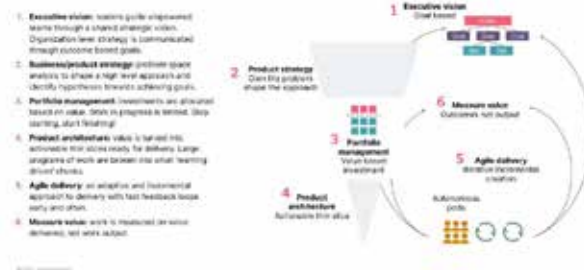 1. Executive vision: leaders guide empowered
teams through a shared strategic vision.
Organization level strategy is communicated
through outcome based goals.
2. Business/product strategy: problem space
analysis to shape a high level approach and
identify hypotheses towards achieving goals.
3. Portfolio management: investments are allocated
based on value. Work in progress is limited. Stop
starting, start finishing!
4. Product architecture: value is turned into
actionable thin slices ready for delivery. Large
programs of work are broken into small 'learning
driven' chunks.
5. Agile delivery: an adaptive and incremental
approach to delivery with fast feedback loops
early and often.
6. Measure value: work is measured on value
delivered, not work output.
1 Executive vision
Goal based
2 Product strategy
Own the problem
shape the approach
3 Portfolio
management
Value based
investment
4 Product
architecture
Actionable thin slice
6 Measure value
Outcomes not output
5 Agile delivery
Iterative incremental
creation
Autonomous
pods